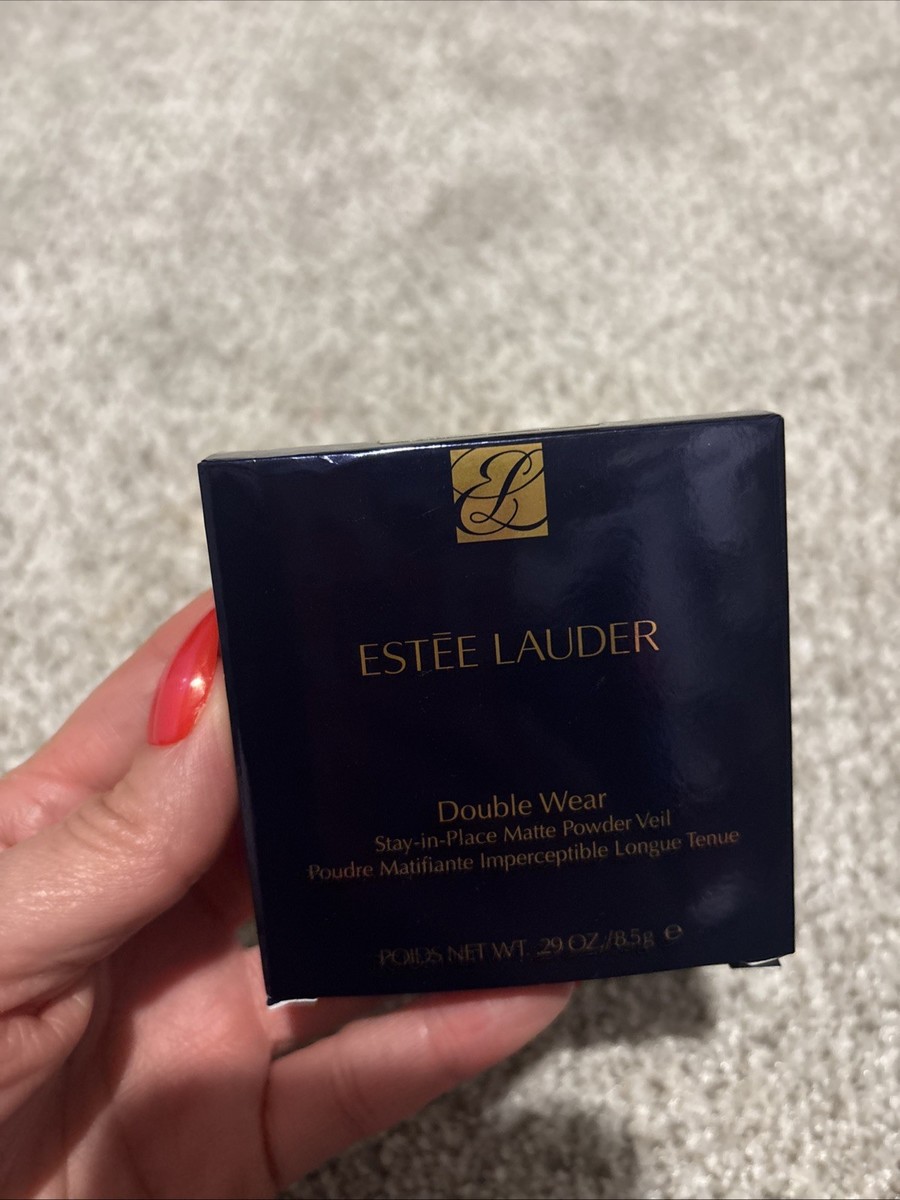 EL
ESTĒE LAUDER
Double Wear
Stay-in-Place Matte Powder Veil
Poudre Matifiante Imperceptible Longue Tenue
POIDS NET WT. .29 OZ./8.5g ℮